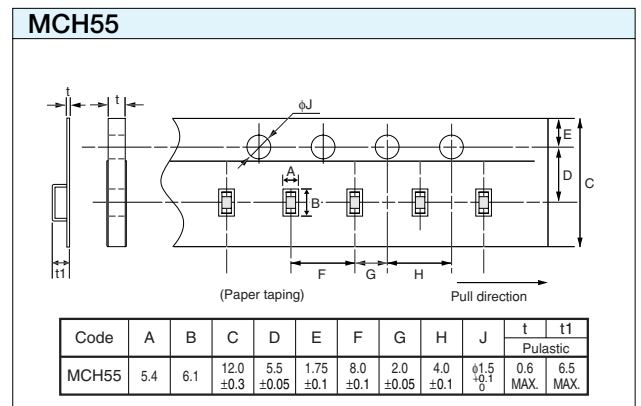 MCH55
t
t
ϕJ
E
A
D
C
B
t1
F
G
H
(Paper taping)
Pull direction
Code A B C D E F G H J t t1
Pulastic
MCH55 5.4 6.1 12.0 ±0.3 5.5 ±0.05 1.75 ±0.1 8.0 ±0.1 2.0 ±0.05 4.0 ±0.1 ϕ1.5 +0.1 0 0.6 MAX. 6.5 MAX.